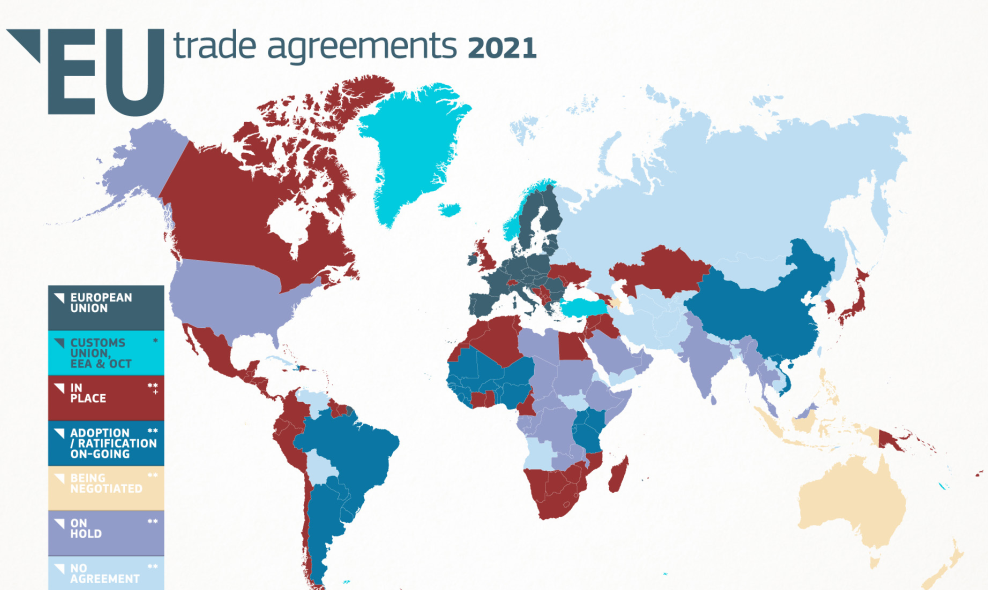 EU trade agreements 2021
EUROPEAN
UNION
CUSTOMS *
UNION,
EEA & OCT
IN **
PLACE +
ADOPTION **
/ RATIFICATION
ON-GOING
BEING **
NEGOTIATED
ON **
HOLD
NO **
AGREEMENT